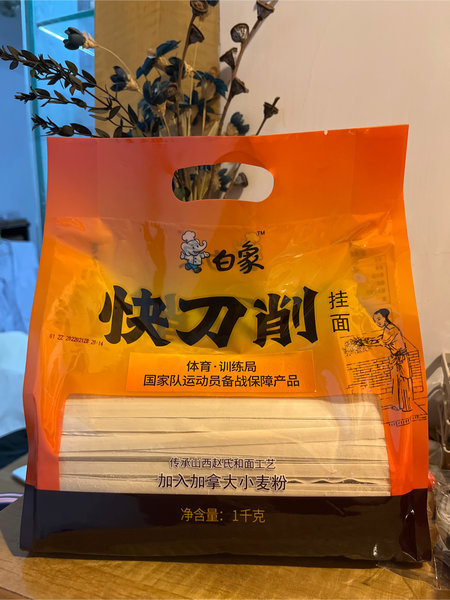 白象™
快刀削
挂面
体育·训练局
国家队运动员备战保障产品
传承山西赵氏和面工艺
加入加拿大小麦粉
净含量：1千克